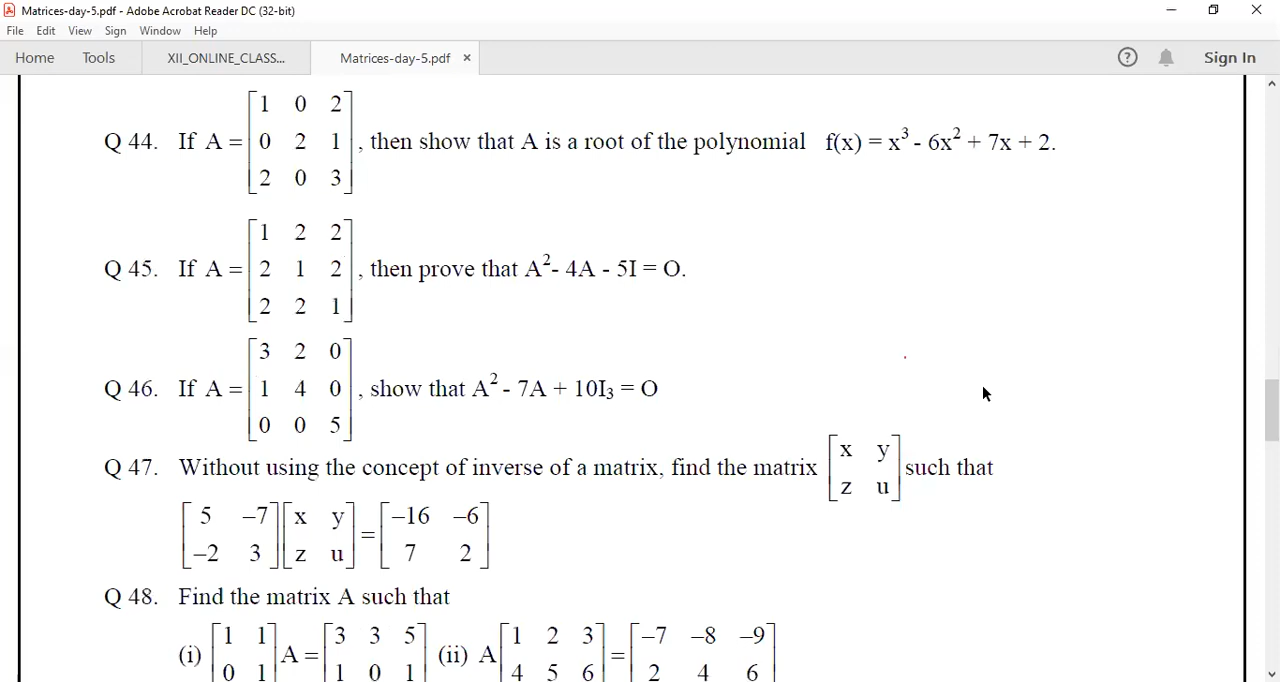 Matrices-day-5.pdf - Adobe Acrobat Reader DC (32-bit)
File Edit View Sign Window Help
Home Tools XII_ONLINE_CLASS... Matrices-day-5.pdf × Sign In
Q 44. If A = [1 0 2; 0 2 1; 2 0 3], then show that A is a root of the polynomial f(x) = x³ - 6x² + 7x + 2.
Q 45. If A = [1 2 2; 2 1 2; 2 2 1], then prove that A² - 4A - 5I = O.
Q 46. If A = [3 2 0; 1 4 0; 0 0 5], show that A² - 7A + 10I₃ = O
Q 47. Without using the concept of inverse of a matrix, find the matrix [x y; z u] such that
[5 –7; –2 3] [x y; z u] = [–16 –6; 7 2]
Q 48. Find the matrix A such that
(i) [1 1; 0 1] A = [3 3 5; 1 0 1] (ii) A [1 2 3; 4 5 6] = [–7 –8 –9; 2 4 6]